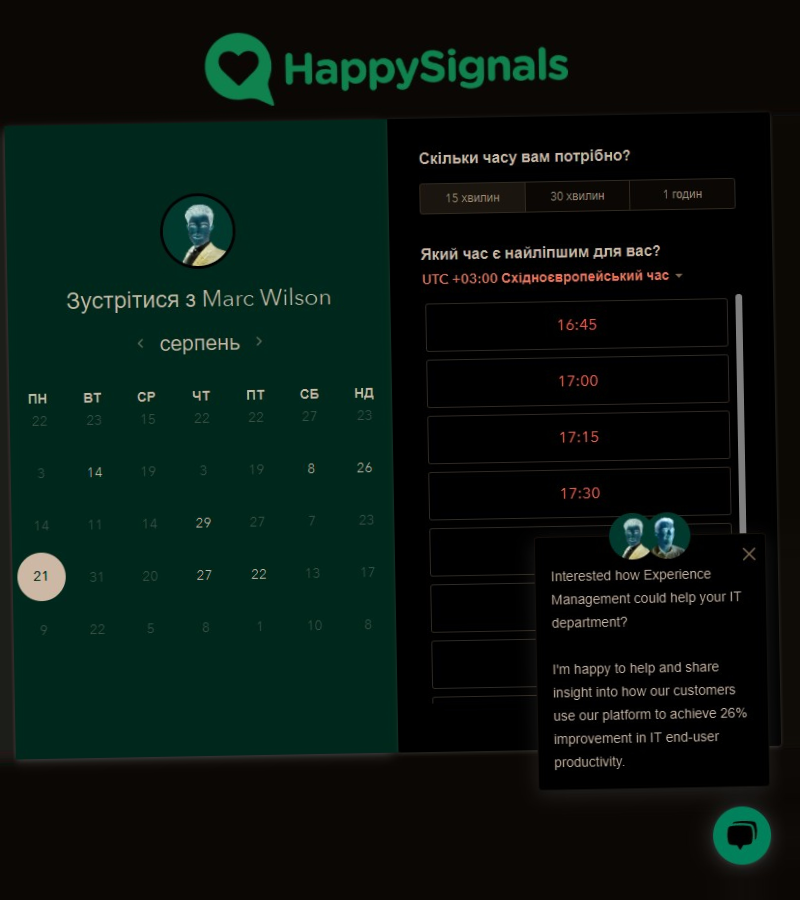 HappySignals
Зустрітися з Marc Wilson
серпень
ПН ВТ СР ЧТ ПТ СБ НД
22 23 15 22 22 27 23
3 14 19 3 19 8 26
14 11 14 29 27 7 23
21 31 20 27 22 13 17
9 22 5 8 1 10 8
Скільки часу вам потрібно?
15 хвилин 30 хвилин 1 годин
Який час є найліпшим для вас?
UTC +03:00 Східноєвропейський час
16:45
17:00
17:15
17:30
Interested how Experience
Management could help your IT
department?
I'm happy to help and share
insight into how our customers
use our platform to achieve 26%
improvement in IT end-user
productivity.